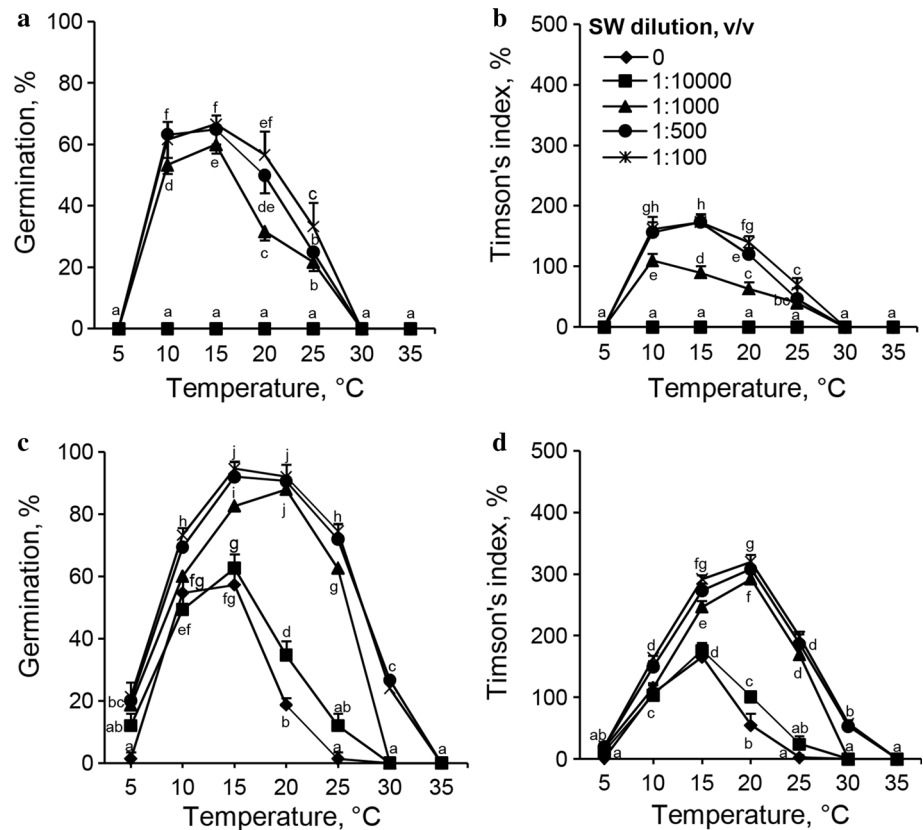 a
Germination, %
100
80
60
40
20
0
f
f
ef
d
e
de
c
c
b
b
a a a a a a a
5 10 15 20 25 30 35
Temperature, °C
b
Timson's index, %
500
400
300
200
100
0
SW dilution, v/v
0
1:10000
1:1000
1:500
1:100
gh
h
fg
e
d
e
c
c
bc
a a a a a a a
5 10 15 20 25 30 35
Temperature, °C
c
Germination, %
100
80
60
40
20
0
j
j
h
i
j
h
fg
g
g
ef
fg
d
c
bc
ab
b
ab
a
a
a
a
5 10 15 20 25 30 35
Temperature, °C
d
Timson's index, %
500
400
300
200
100
0
g
fg
f
e
d
d
d
d
c
c
b
ab
b
ab
a
a
a
a
5 10 15 20 25 30 35
Temperature, °C